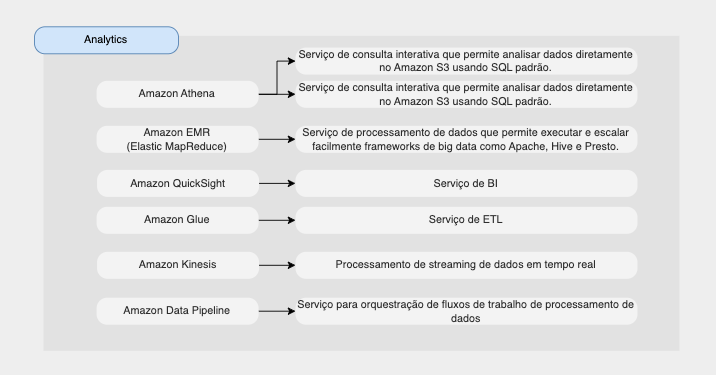 Analytics
Serviço de consulta interativa que permite analisar dados diretamente
no Amazon S3 usando SQL padrão.
Amazon Athena
Serviço de consulta interativa que permite analisar dados diretamente
no Amazon S3 usando SQL padrão.
Amazon EMR
(Elastic MapReduce)
Serviço de processamento de dados que permite executar e escalar
facilmente frameworks de big data como Apache, Hive e Presto.
Amazon QuickSight
Serviço de BI
Amazon Glue
Serviço de ETL
Amazon Kinesis
Processamento de streaming de dados em tempo real
Amazon Data Pipeline
Serviço para orquestração de fluxos de trabalho de processamento de
dados